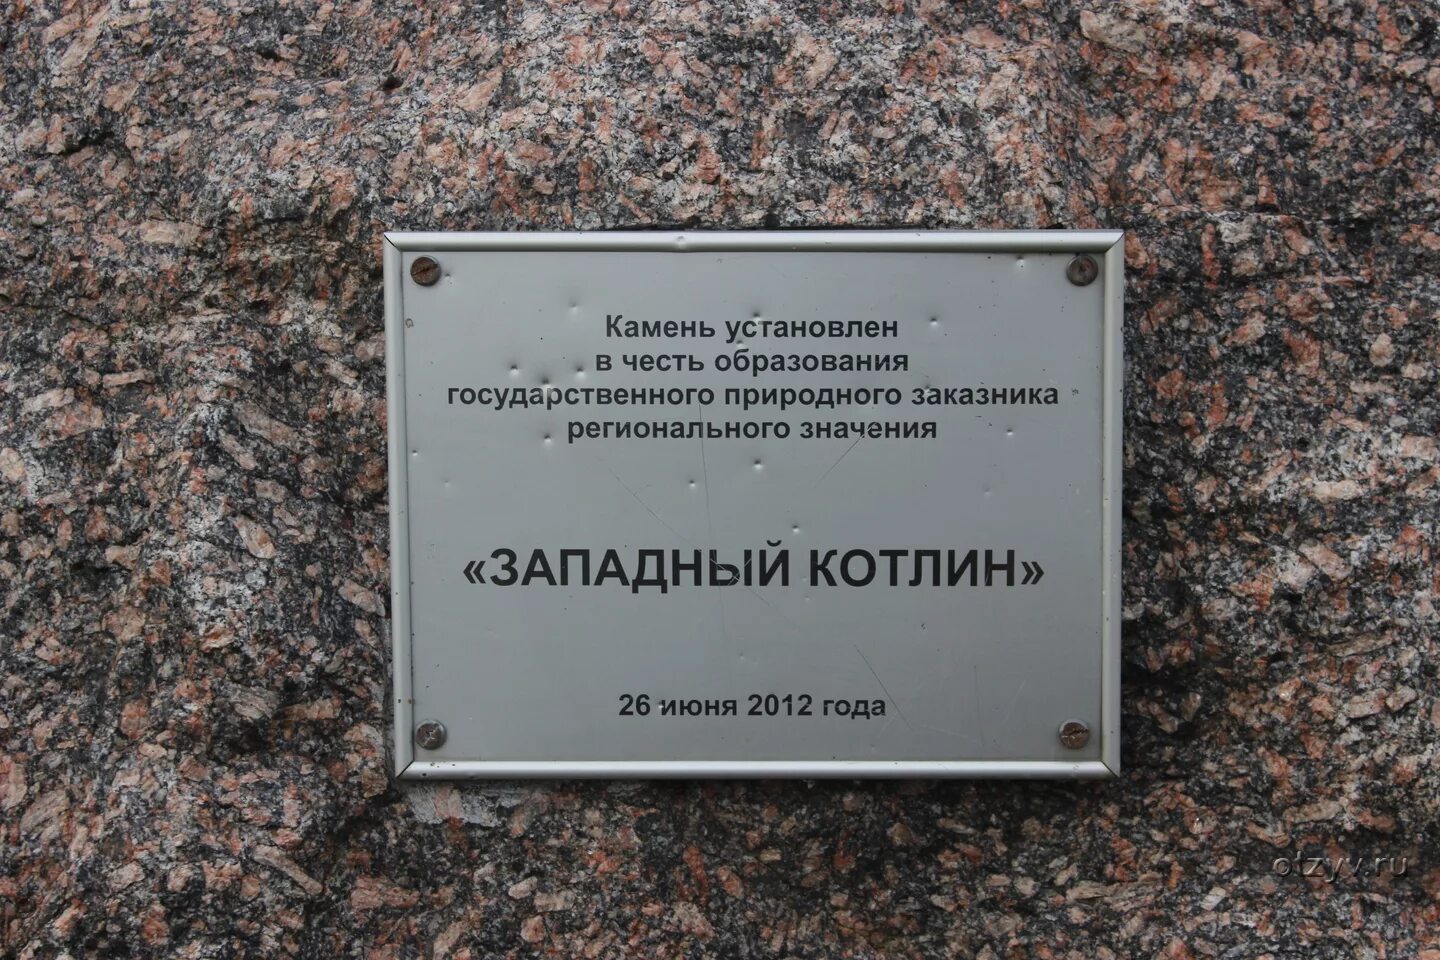 Камень установлен
в честь образования
государственного природного заказника
регионального значения
«ЗАПАДНЫЙ КОТЛИН»
26 июня 2012 года
otzyv.ru